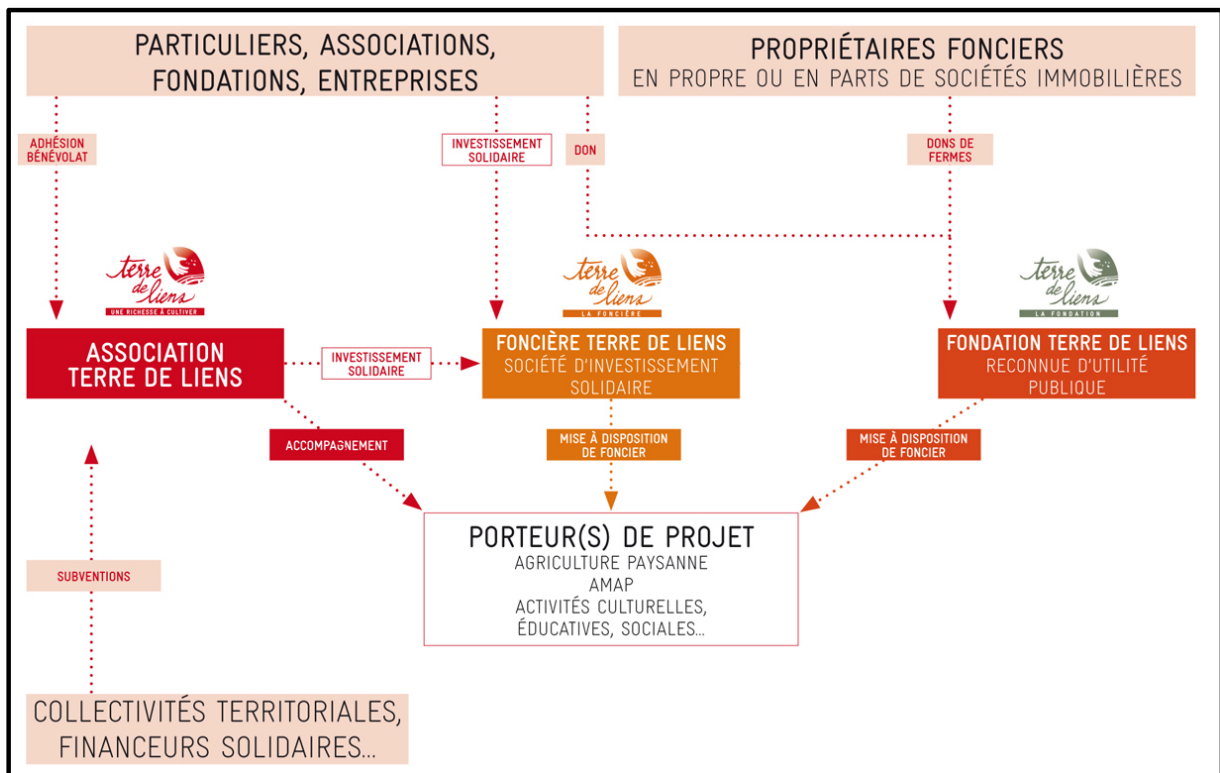 PARTICULIERS, ASSOCIATIONS,
FONDATIONS, ENTREPRISES
PROPRIÉTAIRES FONCIERS
EN PROPRE OU EN PARTS DE SOCIÉTÉS IMMOBILIÈRES
ADHÉSION
BÉNÉVOLAT
INVESTISSEMENT
SOLIDAIRE
DON
DONS DE
FERMES
terre
de
liens
UNE RICHESSE À CULTIVER
terre
de
liens
LA FONCIÈRE
terre
de
liens
LA FONDATION
ASSOCIATION
TERRE DE LIENS
INVESTISSEMENT
SOLIDAIRE
FONCIÈRE TERRE DE LIENS
SOCIÉTÉ D'INVESTISSEMENT
SOLIDAIRE
FONDATION TERRE DE LIENS
RECONNUE D'UTILITÉ
PUBLIQUE
ACCOMPAGNEMENT
MISE À DISPOSITION
DE FONCIER
MISE À DISPOSITION
DE FONCIER
PORTEUR(S) DE PROJET
AGRICULTURE PAYSANNE
AMAP
ACTIVITÉS CULTURELLES,
ÉDUCATIVES, SOCIALES...
SUBVENTIONS
COLLECTIVITÉS TERRITORIALES,
FINANCEURS SOLIDAIRES...